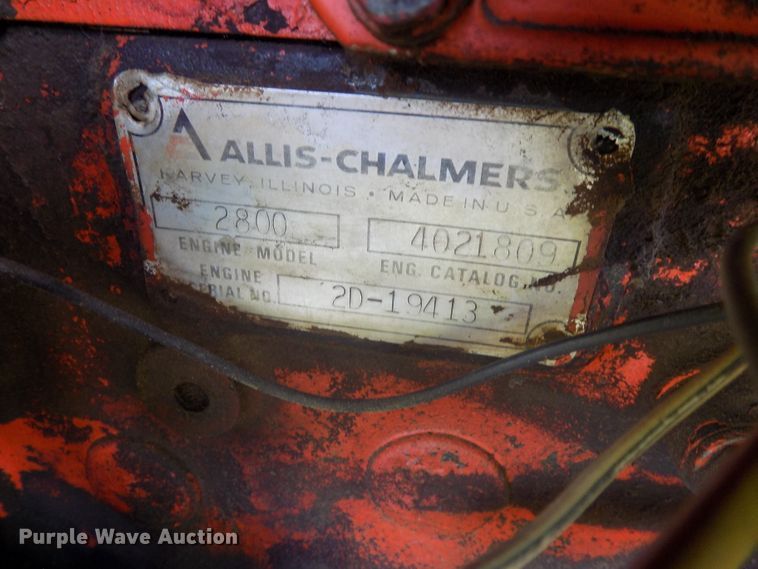 ALLIS-CHALMERS
HARVEY, ILLINOIS • MADE IN U.S.A.
2800 4021809
ENGINE MODEL ENG. CATALOG NO.
ENGINE
SERIAL NO. 2D-19413
Purple Wave Auction